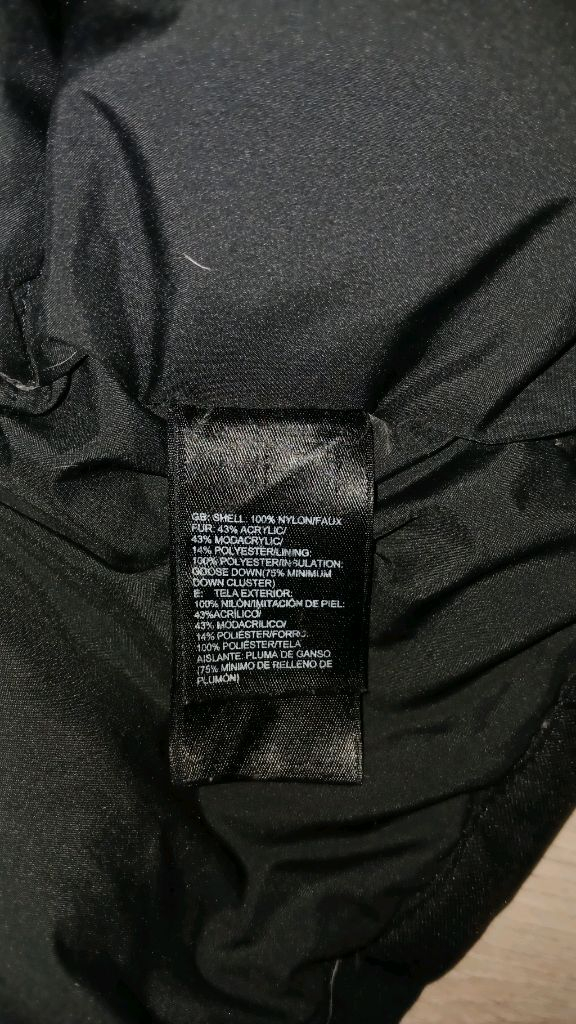 GB: SHELL: 100% NYLON/FAUX
FUR: 43% ACRYLIC/
43% MODACRYLIC/
14% POLYESTER/LINING:
100% POLYESTER/INSULATION:
GOOSE DOWN(75% MINIMUM
DOWN CLUSTER)
E: TELA EXTERIOR:
100% NILÓN/IMITACIÓN DE PIEL:
43%ACRÍLICO/
43% MODACRÍLICO/
14% POLIÉSTER/FORRO:
100% POLIÉSTER/TELA
AISLANTE: PLUMA DE GANSO
(75% MÍNIMO DE RELLENO DE
PLUMÓN)